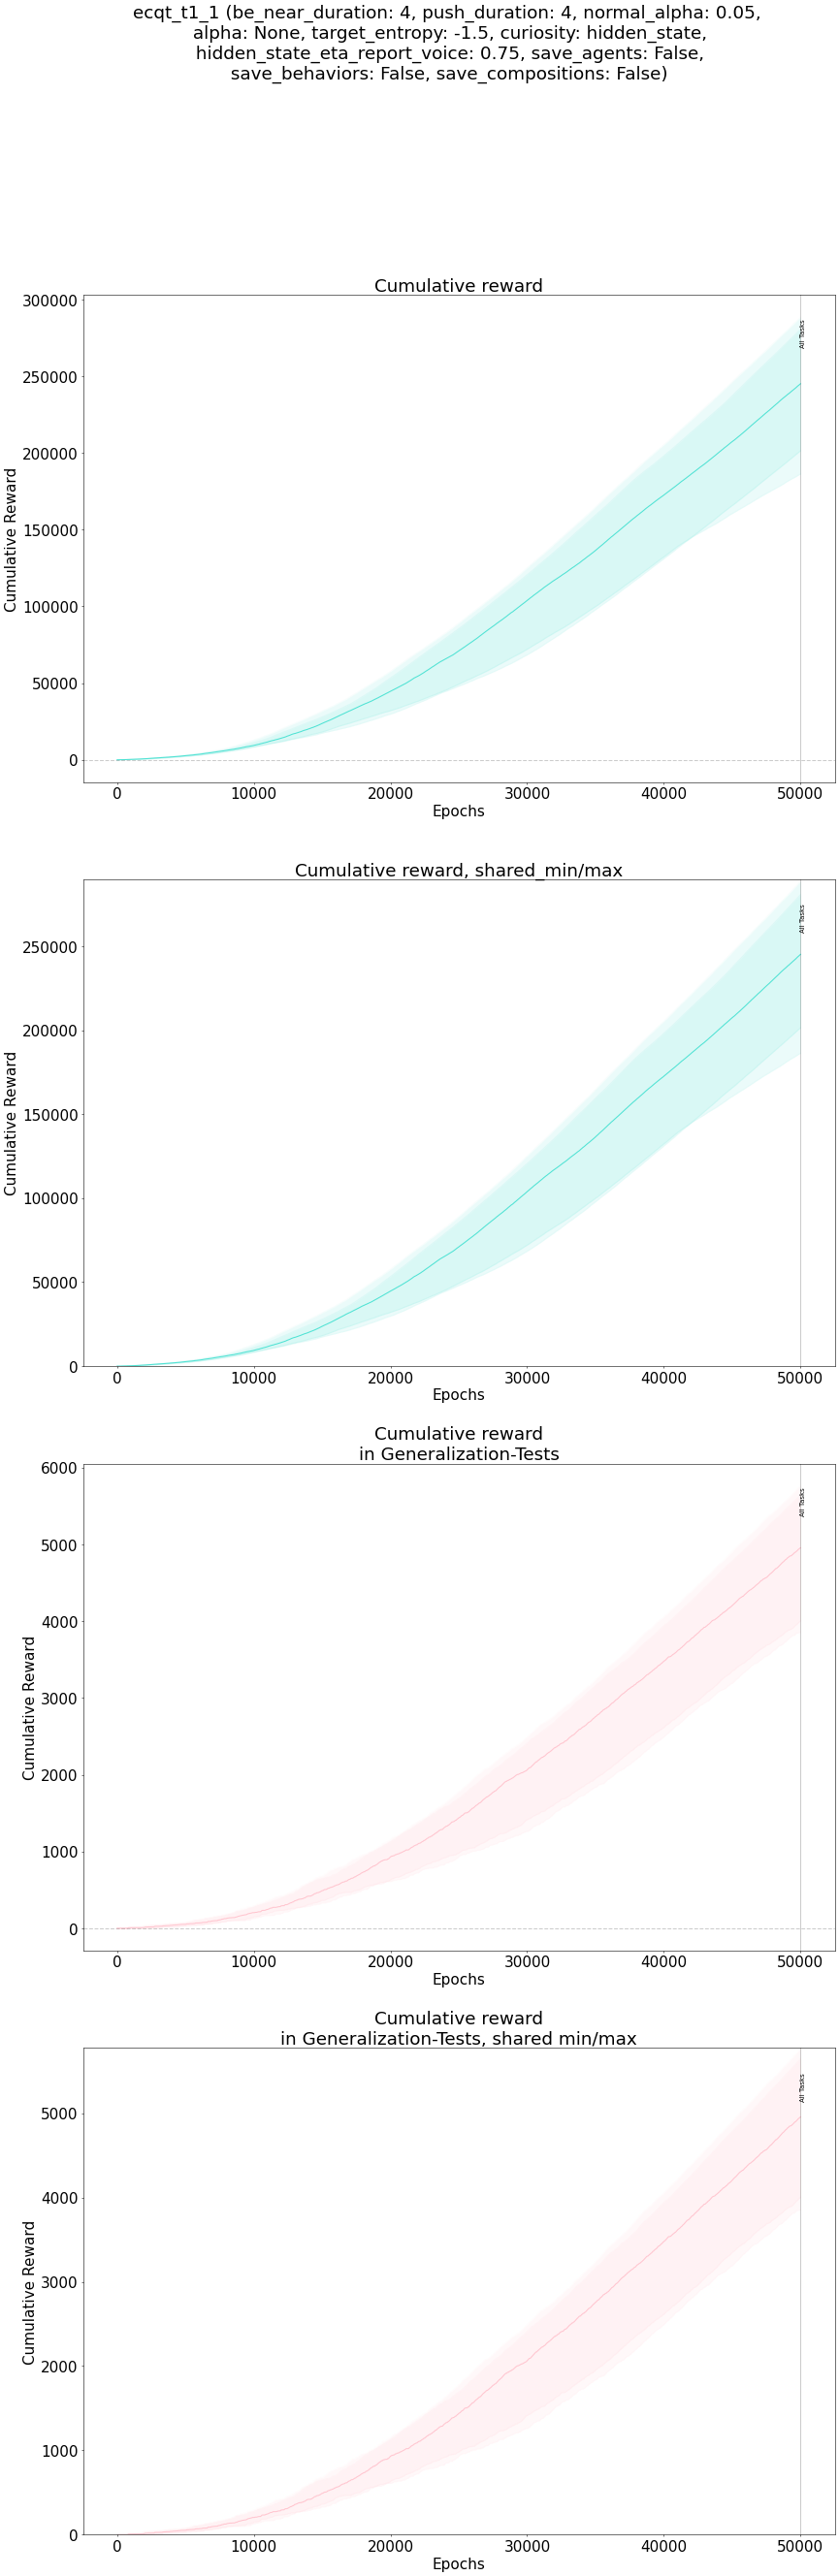 ecqt_t1_1 (be_near_duration: 4, push_duration: 4, normal_alpha: 0.05,
alpha: None, target_entropy: -1.5, curiosity: hidden_state,
hidden_state_eta_report_voice: 0.75, save_agents: False,
save_behaviors: False, save_compositions: False)
Cumulative reward
300000
250000
200000
150000
100000
50000
0
Cumulative Reward
All Tasks
0 10000 20000 30000 40000 50000
Epochs
Cumulative reward, shared_min/max
250000
200000
150000
100000
50000
0
Cumulative Reward
All Tasks
0 10000 20000 30000 40000 50000
Epochs
Cumulative reward
in Generalization-Tests
6000
5000
4000
3000
2000
1000
0
Cumulative Reward
All Tasks
0 10000 20000 30000 40000 50000
Epochs
Cumulative reward
in Generalization-Tests, shared min/max
5000
4000
3000
2000
1000
0
Cumulative Reward
All Tasks
0 10000 20000 30000 40000 50000
Epochs